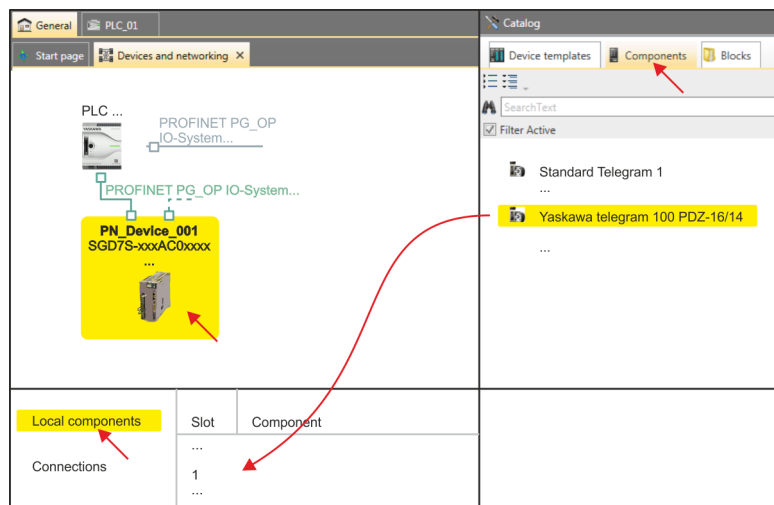 General
PLC_01
Start page
Devices and networking
PLC ...
YASKAWA
PROFINET PG_OP
IO-System...
PROFINET PG_OP IO-System...
PN_Device_001
SGD7S-xxxAC0xxxx
...
Catalog
Device templates
Components
Blocks
SearchText
Filter Active
Standard Telegram 1
...
Yaskawa telegram 100 PDZ-16/14
...
Local components
Connections
Slot Component
...
1
...